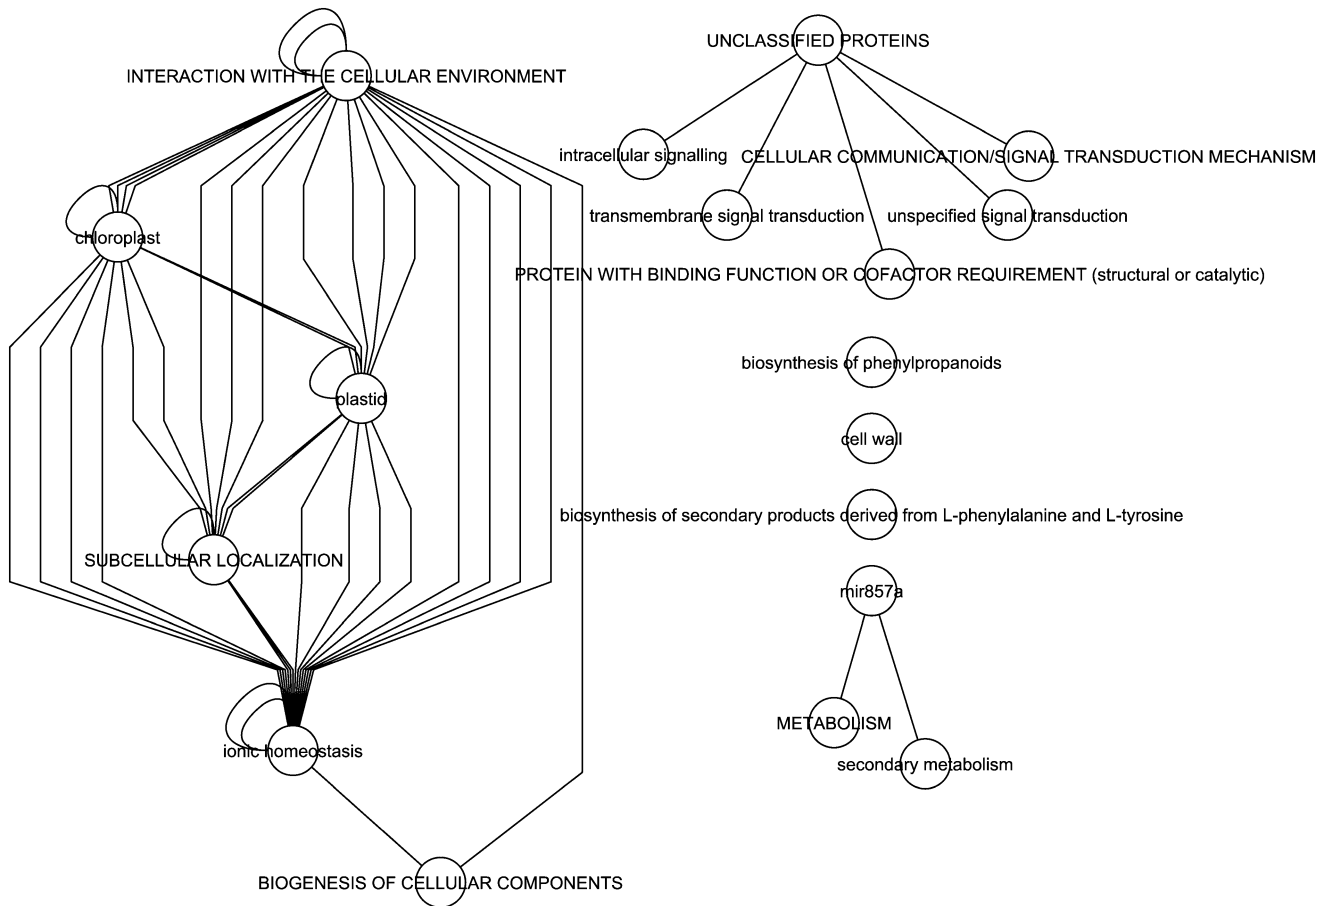 INTERACTION WITH THE CELLULAR ENVIRONMENT
chloroplast
plastid
SUBCELLULAR LOCALIZATION
ionic homeostasis
BIOGENESIS OF CELLULAR COMPONENTS
UNCLASSIFIED PROTEINS
intracellular signalling
CELLULAR COMMUNICATION/SIGNAL TRANSDUCTION MECHANISM
transmembrane signal transduction
unspecified signal transduction
PROTEIN WITH BINDING FUNCTION OR COFACTOR REQUIREMENT (structural or catalytic)
biosynthesis of phenylpropanoids
cell wall
biosynthesis of secondary products derived from L-phenylalanine and L-tyrosine
mir857a
METABOLISM
secondary metabolism